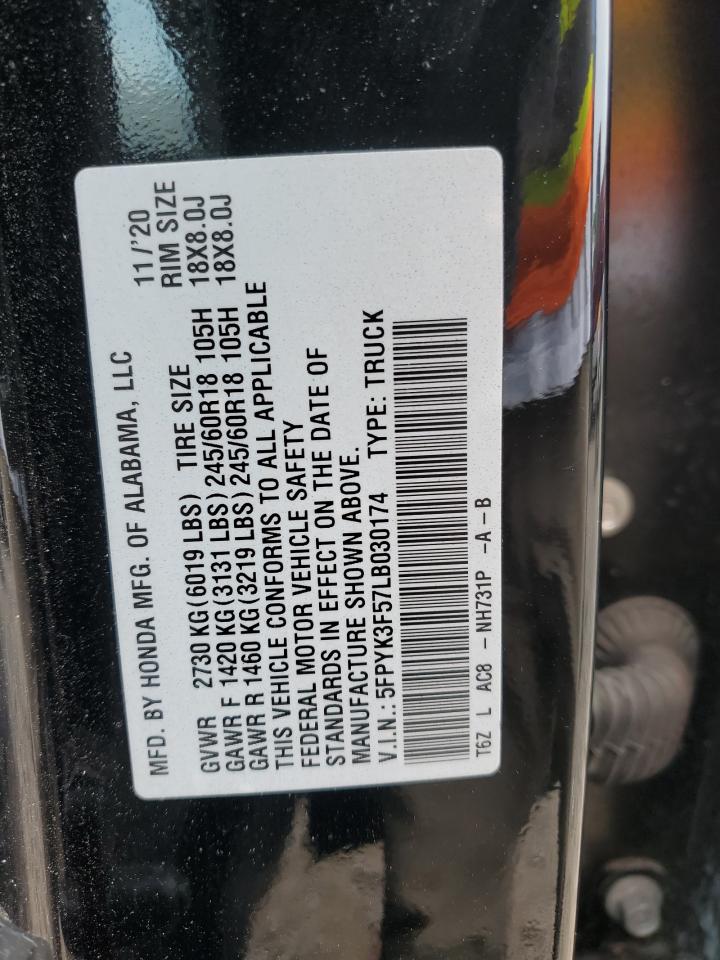 MFD. BY HONDA MFG. OF ALABAMA, LLC 11/'20
GVWR 2730 KG(6019 LBS) TIRE SIZE RIM SIZE
GAWR F 1420 KG(3131 LBS)245/60R18 105H 18X8.0J
GAWR R 1460 KG(3219 LBS)245/60R18 105H 18X8.0J
THIS VEHICLE CONFORMS TO ALL APPLICABLE
FEDERAL MOTOR VEHICLE SAFETY
STANDARDS IN EFFECT ON THE DATE OF
MANUFACTURE SHOWN ABOVE.
V.I.N.: 5FPYK3F57LB030174 TYPE: TRUCK
T6Z L AC8 - NH731P -A - B